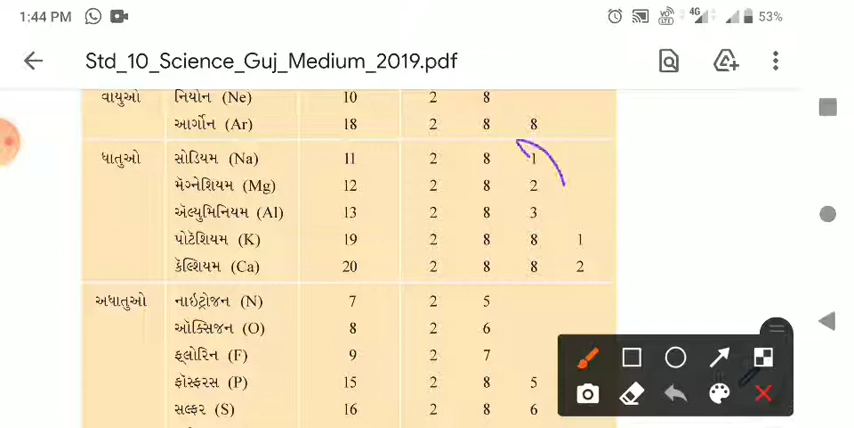 1:44 PM 4G 53%
Std_10_Science_Guj_Medium_2019.pdf
વાયુઓ નિયોન (Ne) 10 2 8
આર્ગોન (Ar) 18 2 8 8
ધાતુઓ સોડિયમ (Na) 11 2 8 1
મૅગ્નેશિયમ (Mg) 12 2 8 2
ઍલ્યુમિનિયમ (Al) 13 2 8 3
પોટૅશિયમ (K) 19 2 8 8 1
કૅલ્શિયમ (Ca) 20 2 8 8 2
અધાતુઓ નાઇટ્રોજન (N) 7 2 5
ઑક્સિજન (O) 8 2 6
ફ્લોરિન (F) 9 2 7
ફૉસ્ફરસ (P) 15 2 8 5
સલ્ફર (S) 16 2 8 6